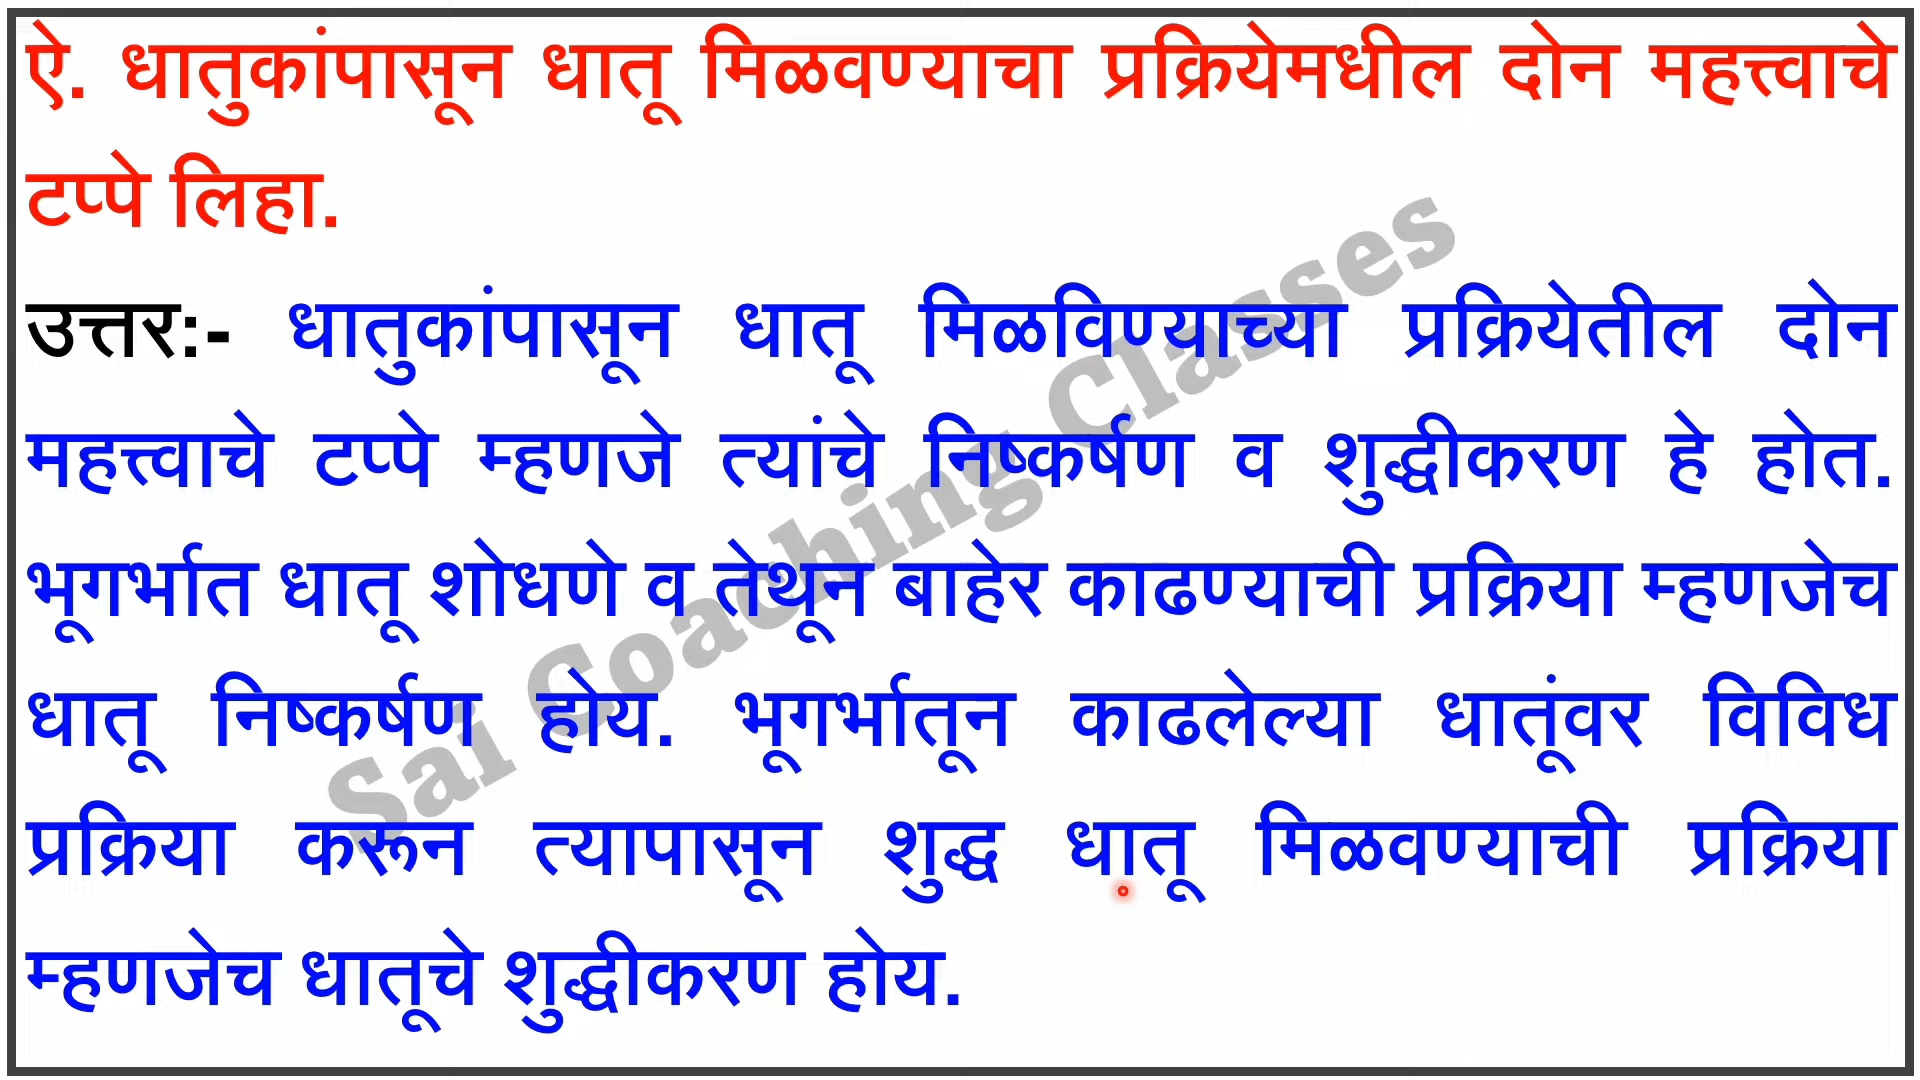 ऐ. धातुकांपासून धातू मिळवण्याचा प्रक्रियेमधील दोन महत्त्वाचे
टप्पे लिहा.
उत्तर:- धातुकांपासून धातू मिळविण्याच्या प्रक्रियेतील दोन
महत्त्वाचे टप्पे म्हणजे त्यांचे निष्कर्षण व शुद्धीकरण हे होत.
भूगर्भात धातू शोधणे व तेथून बाहेर काढण्याची प्रक्रिया म्हणजेच
धातू निष्कर्षण होय. भूगर्भातून काढलेल्या धातूंवर विविध
प्रक्रिया करून त्यापासून शुद्ध धातू मिळवण्याची प्रक्रिया
म्हणजेच धातूचे शुद्धीकरण होय.
Sai Coaching Classes